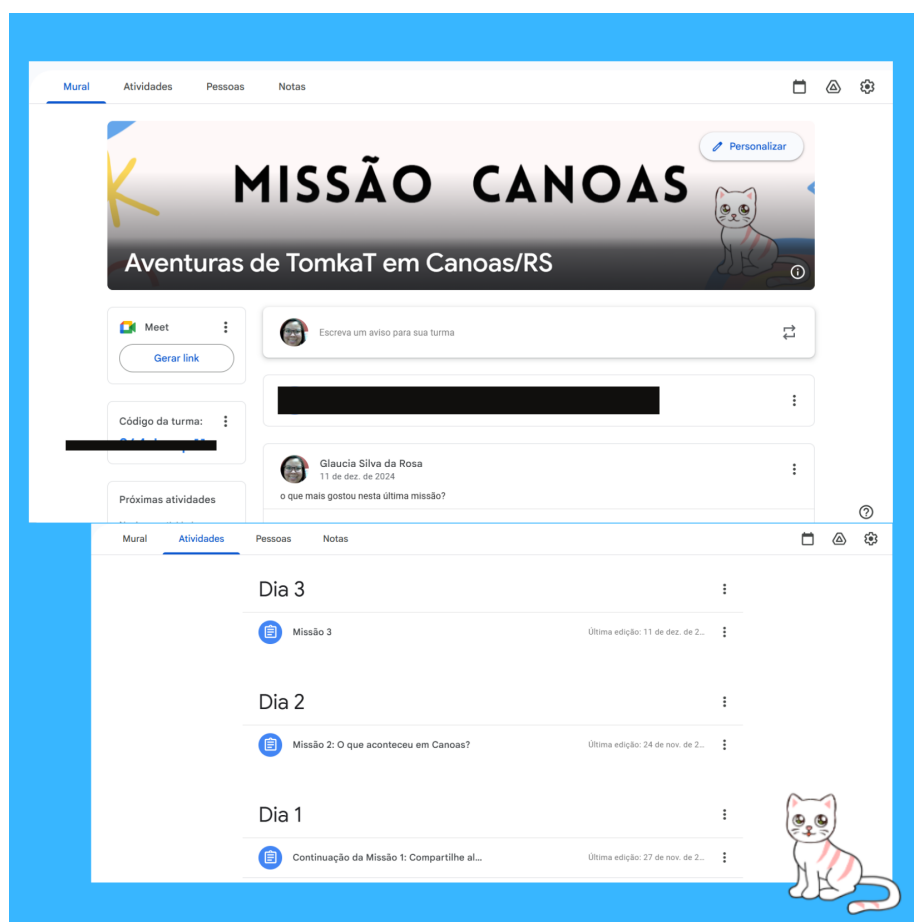 Mural Atividades Pessoas Notas
MISSÃO CANOAS
Personalizar
Aventuras de TomkaT em Canoas/RS
Meet
Gerar link
Escreva um aviso para sua turma
Código da turma:
Glaucia Silva da Rosa
11 de dez. de 2024
o que mais gostou nesta última missão?
Próximas atividades
Mural Atividades Pessoas Notas
Dia 3
Missão 3 Última edição: 11 de dez. de 2...
Dia 2
Missão 2: O que aconteceu em Canoas? Última edição: 24 de nov. de 2...
Dia 1
Continuação da Missão 1: Compartilhe al... Última edição: 27 de nov. de 2...